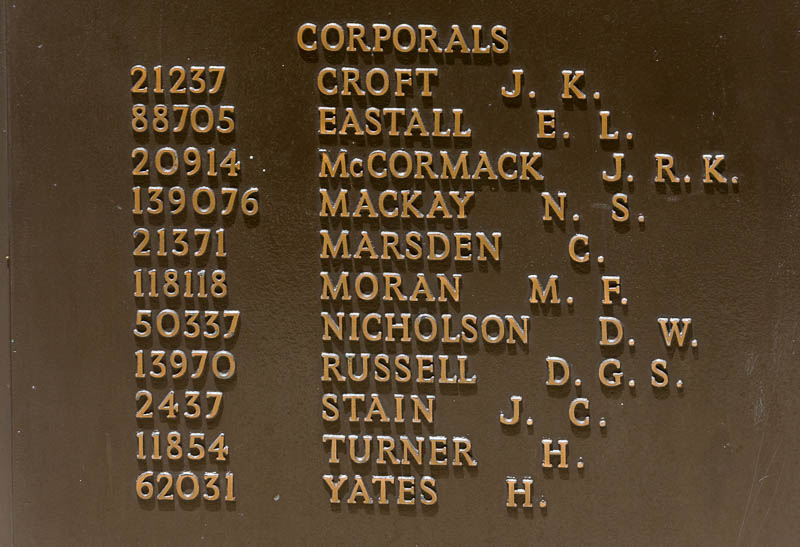 CORPORALS
21237 CROFT J. K.
88705 EASTALL E. L.
20914 McCORMACK J. R. K.
139076 MACKAY N. S.
21371 MARSDEN C.
118118 MORAN M. F.
50337 NICHOLSON D. W.
13970 RUSSELL D. G. S.
2437 STAIN J. C.
11854 TURNER H.
62031 YATES H.